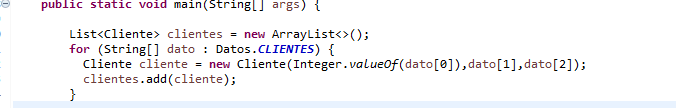 public static void main(String[] args) {
List<Cliente> clientes = new ArrayList<>();
for (String[] dato : Datos.CLIENTES) {
Cliente cliente = new Cliente(Integer.valueOf(dato[0]),dato[1],dato[2]);
clientes.add(cliente);
}